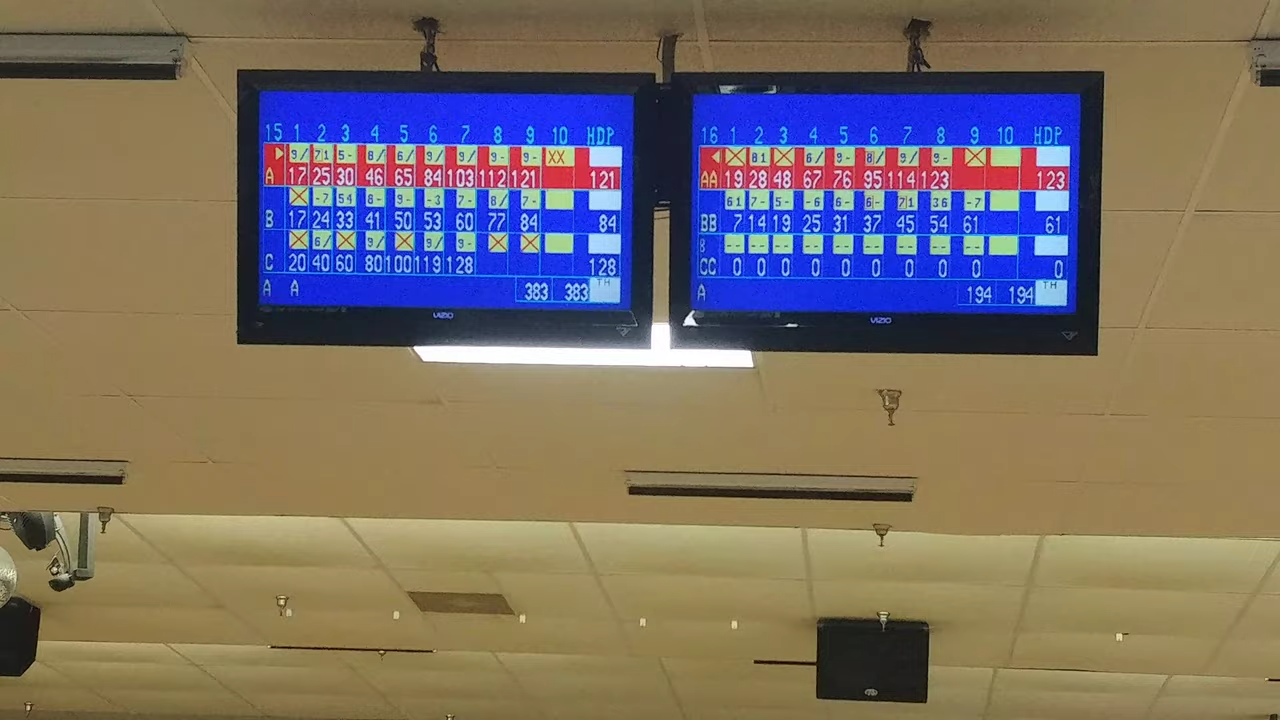 15 1 2 3 4 5 6 7 8 9 10 HDP
9/ 71 5- 8/ 6/ 9/ 9/ 9- 9- XX
A 17 25 30 46 65 84 103 112 121 121
X -7 54 8- 9- -3 7- 8/ 7-
B 17 24 33 41 50 53 60 77 84 84
X 6/ X 9/ X 9/ 9- X X
C 20 40 60 80 100 119 128 128
A A 383 383 TH
VIZIO
16 1 2 3 4 5 6 7 8 9 10 HDP
X 81 X 6/ 9- 8/ 9/ 9- X
AA 19 28 48 67 76 95 114 123 123
61 7- 5- -6 6- 6- 71 36 -7
BB 7 14 19 25 31 37 45 54 61 61
-- -- -- -- -- -- -- -- --
CC 0 0 0 0 0 0 0 0 0 0
A 194 194 TH
VIZIO